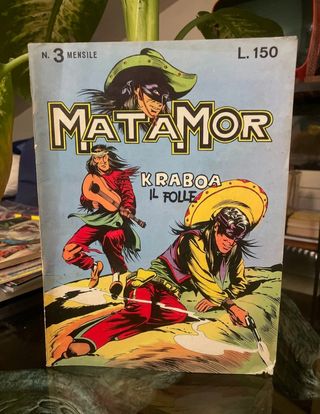 N. 3 MENSILE L. 150
MATAMOR
KRABOA
IL FOLLE